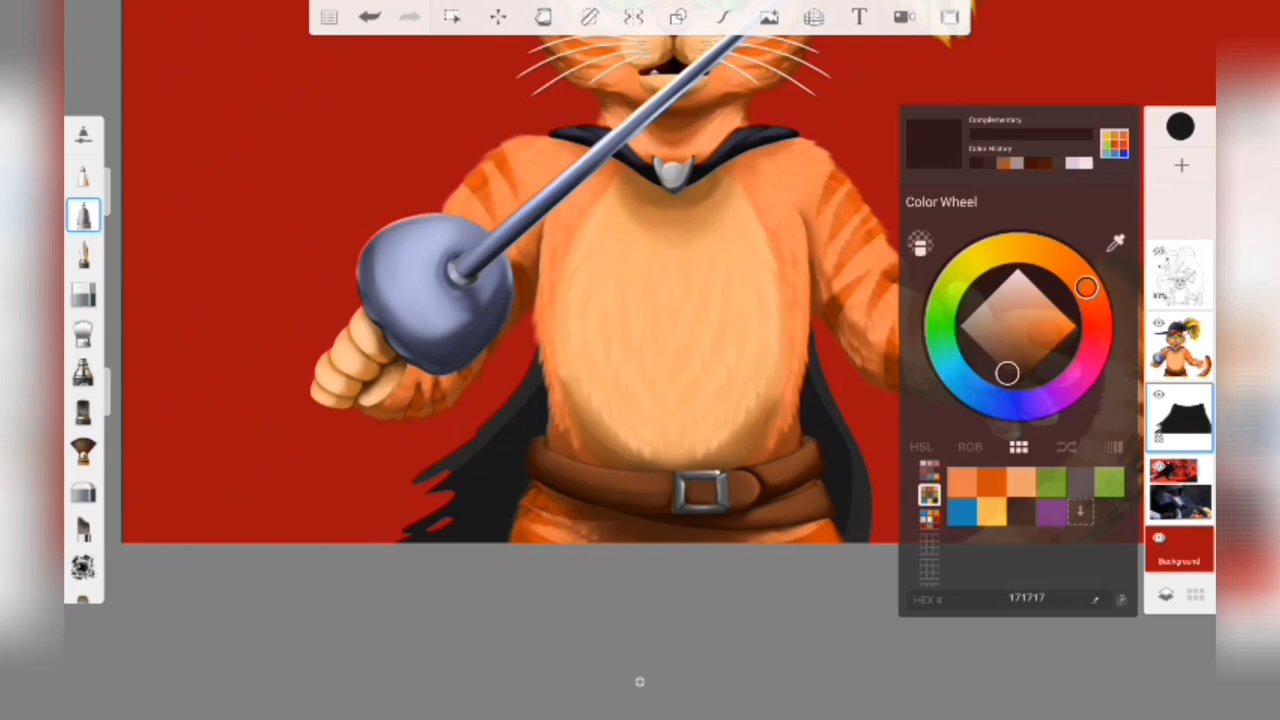 T
Complementary
Color History
Color Wheel
HSL RGB
HEX # 171717
Background